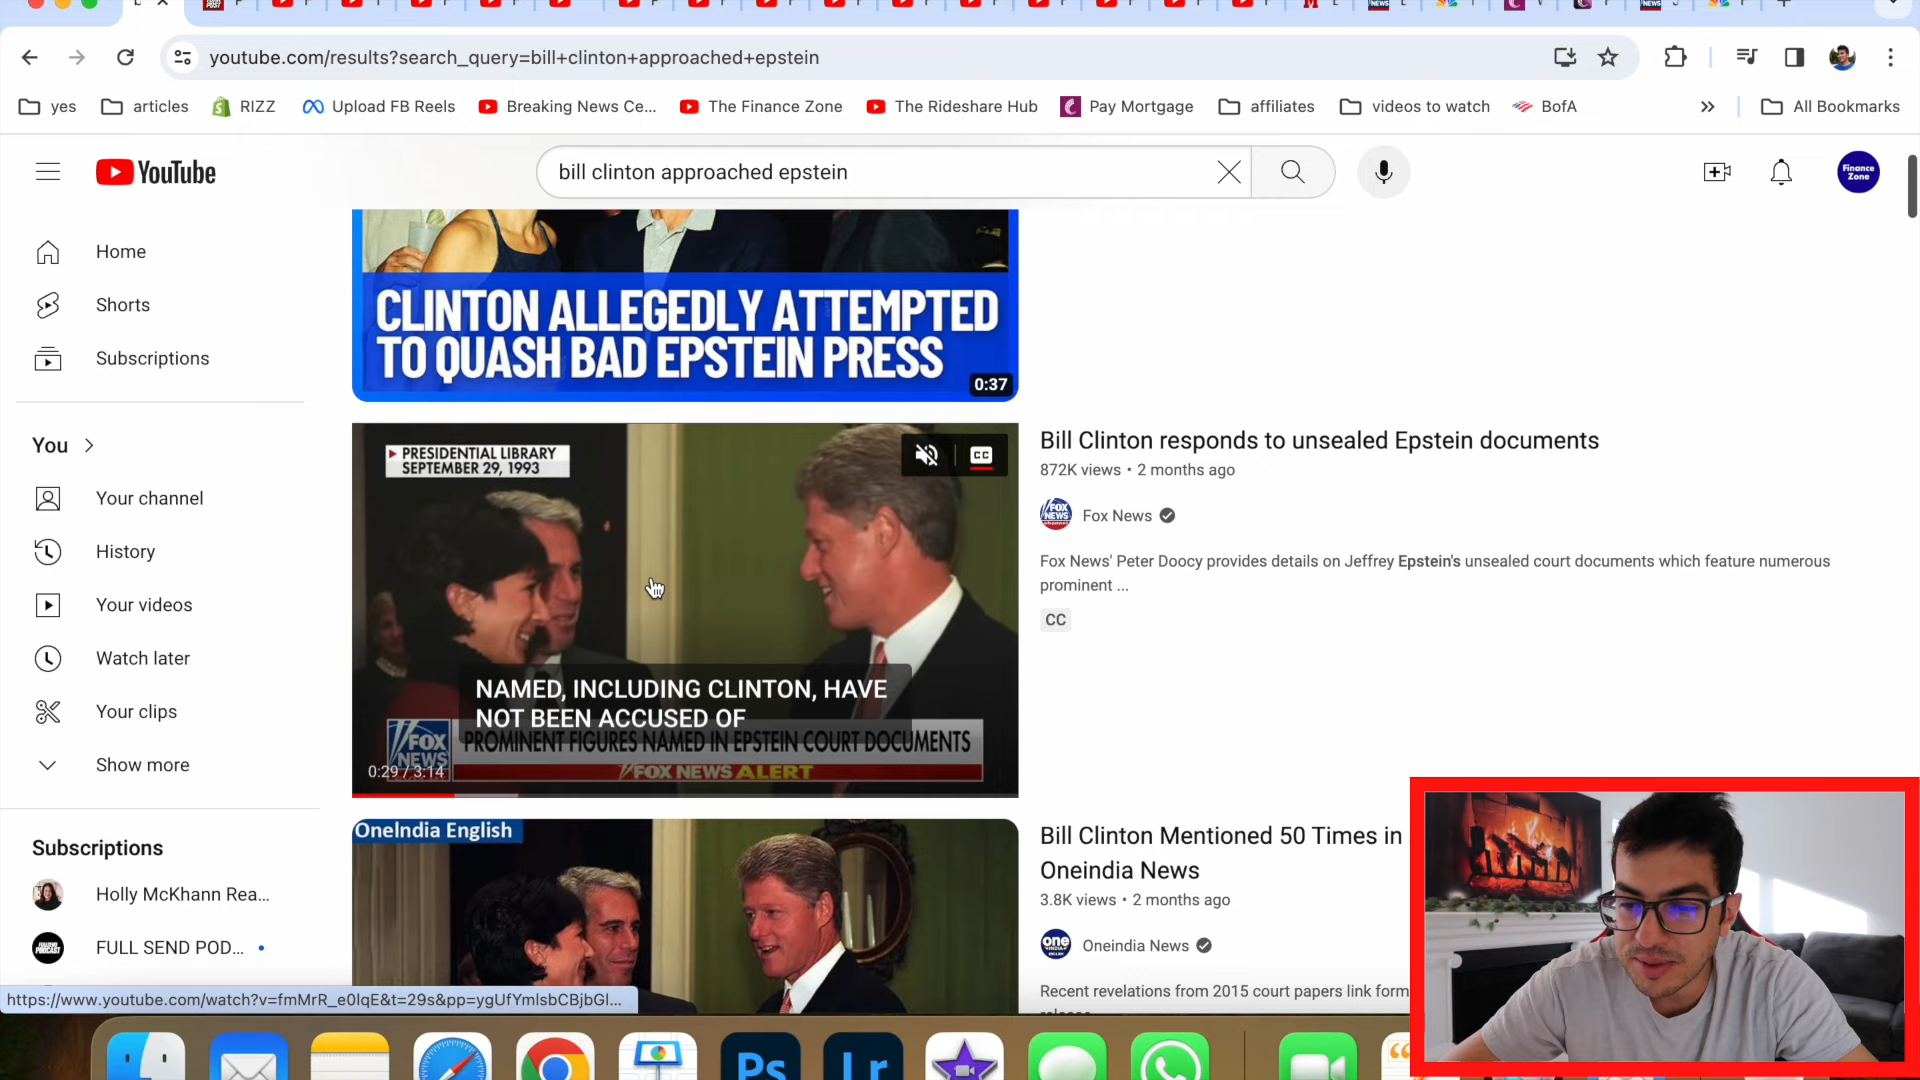 youtube.com/results?search_query=bill+clinton+approached+epstein
yes
articles
RIZZ
Upload FB Reels
Breaking News Ce...
The Finance Zone
The Rideshare Hub
Pay Mortgage
affiliates
videos to watch
BofA
All Bookmarks
YouTube
bill clinton approached epstein
Finance
Zone
Home
Shorts
Subscriptions
You
Your channel
History
Your videos
Watch later
Your clips
Show more
Subscriptions
Holly McKhann Rea...
FULL SEND POD...
CLINTON ALLEGEDLY ATTEMPTED
TO QUASH BAD EPSTEIN PRESS
0:37
PRESIDENTIAL LIBRARY
SEPTEMBER 29, 1993
CC
NAMED, INCLUDING CLINTON, HAVE
NOT BEEN ACCUSED OF
PROMINENT FIGURES NAMED IN EPSTEIN COURT DOCUMENTS
FOX
NEWS
FOX NEWS ALERT
0:29 / 3:14
Bill Clinton responds to unsealed Epstein documents
872K views • 2 months ago
Fox News
Fox News' Peter Doocy provides details on Jeffrey Epstein's unsealed court documents which feature numerous
prominent ...
CC
OneIndia English
Bill Clinton Mentioned 50 Times in
Oneindia News
3.8K views • 2 months ago
one
Oneindia News
Recent revelations from 2015 court papers link form
https://www.youtube.com/watch?v=fmMrR_e0lqE&t=29s&pp=ygUfYmlsbCBjbGl...
Ps
Lr